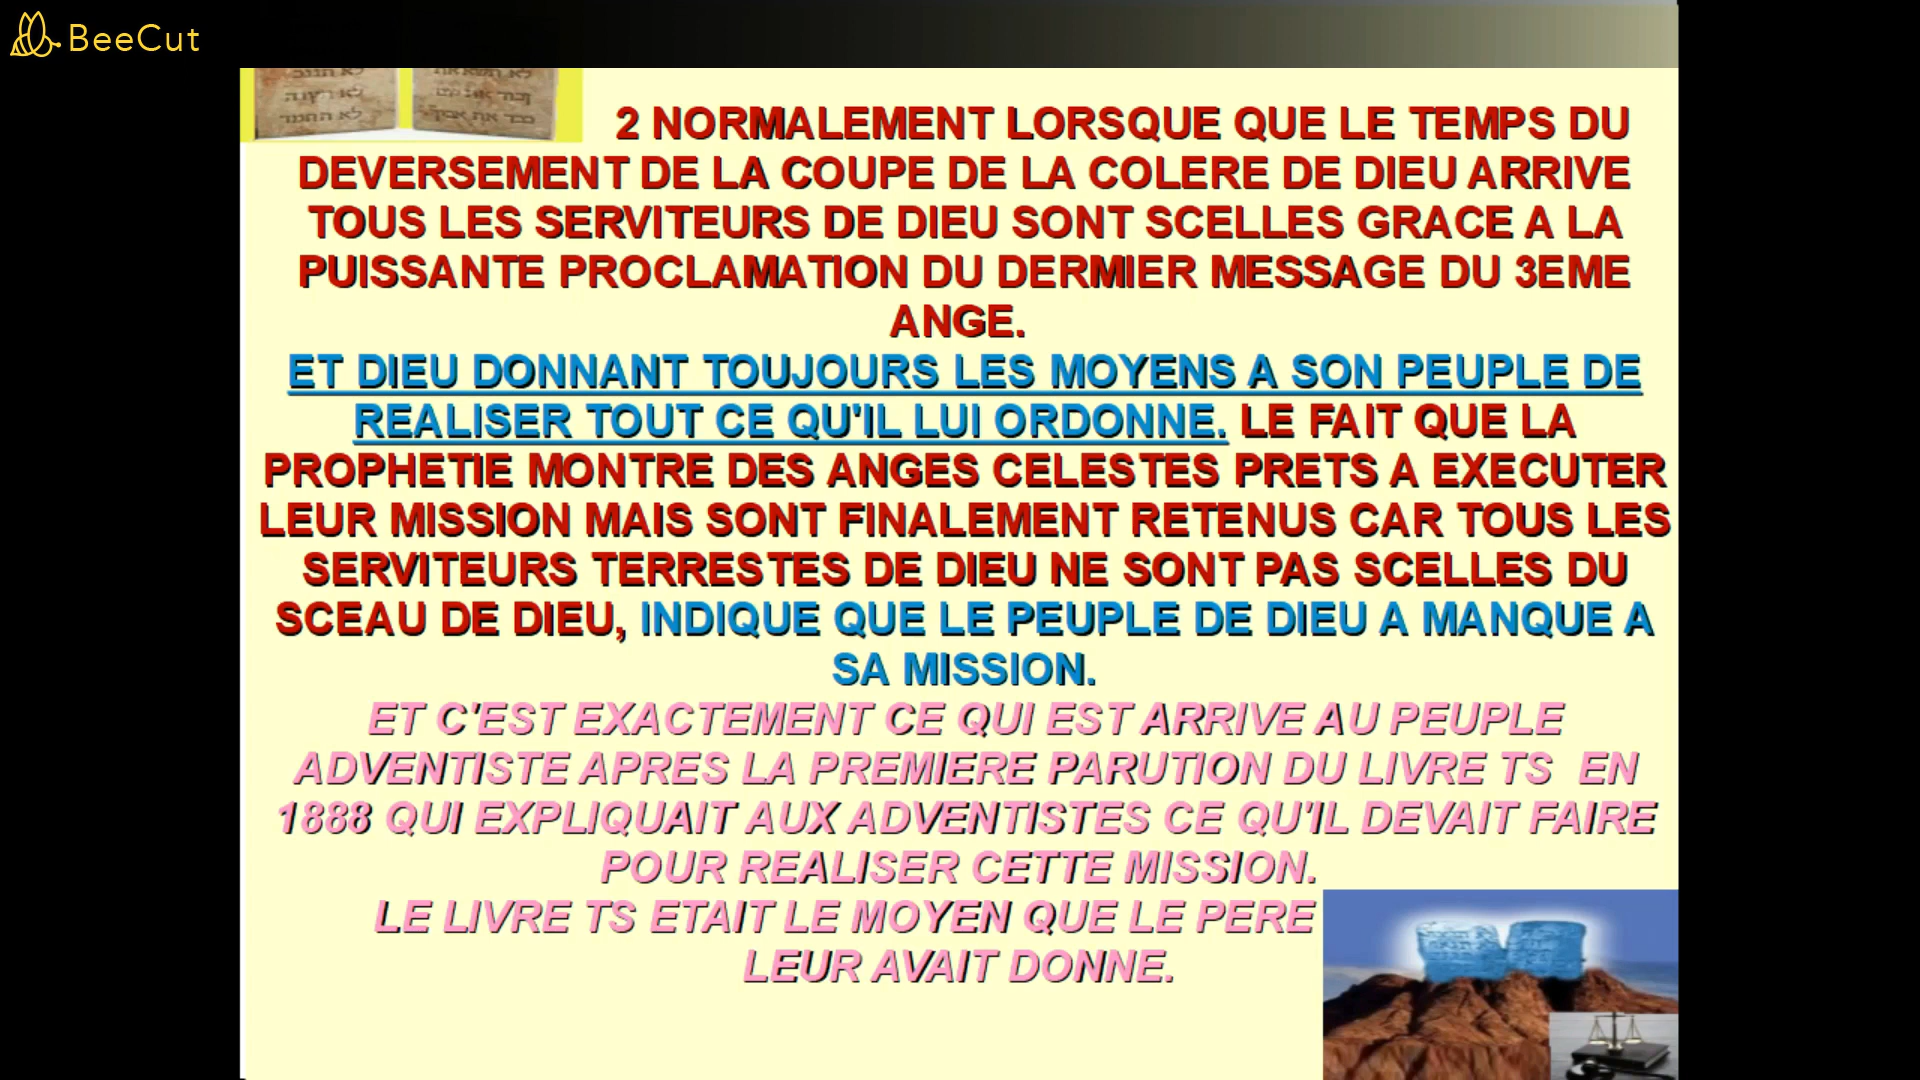 BeeCut
2 NORMALEMENT LORSQUE QUE LE TEMPS DU
DEVERSEMENT DE LA COUPE DE LA COLERE DE DIEU ARRIVE
TOUS LES SERVITEURS DE DIEU SONT SCELLES GRACE A LA
PUISSANTE PROCLAMATION DU DERMIER MESSAGE DU 3EME
ANGE.
ET DIEU DONNANT TOUJOURS LES MOYENS A SON PEUPLE DE
REALISER TOUT CE QU'IL LUI ORDONNE. LE FAIT QUE LA
PROPHETIE MONTRE DES ANGES CELESTES PRETS A EXECUTER
LEUR MISSION MAIS SONT FINALEMENT RETENUS CAR TOUS LES
SERVITEURS TERRESTES DE DIEU NE SONT PAS SCELLES DU
SCEAU DE DIEU, INDIQUE QUE LE PEUPLE DE DIEU A MANQUE A
SA MISSION.
ET C'EST EXACTEMENT CE QUI EST ARRIVE AU PEUPLE
ADVENTISTE APRES LA PREMIERE PARUTION DU LIVRE TS EN
1888 QUI EXPLIQUAIT AUX ADVENTISTES CE QU'IL DEVAIT FAIRE
POUR REALISER CETTE MISSION.
LE LIVRE TS ETAIT LE MOYEN QUE LE PERE
LEUR AVAIT DONNE.